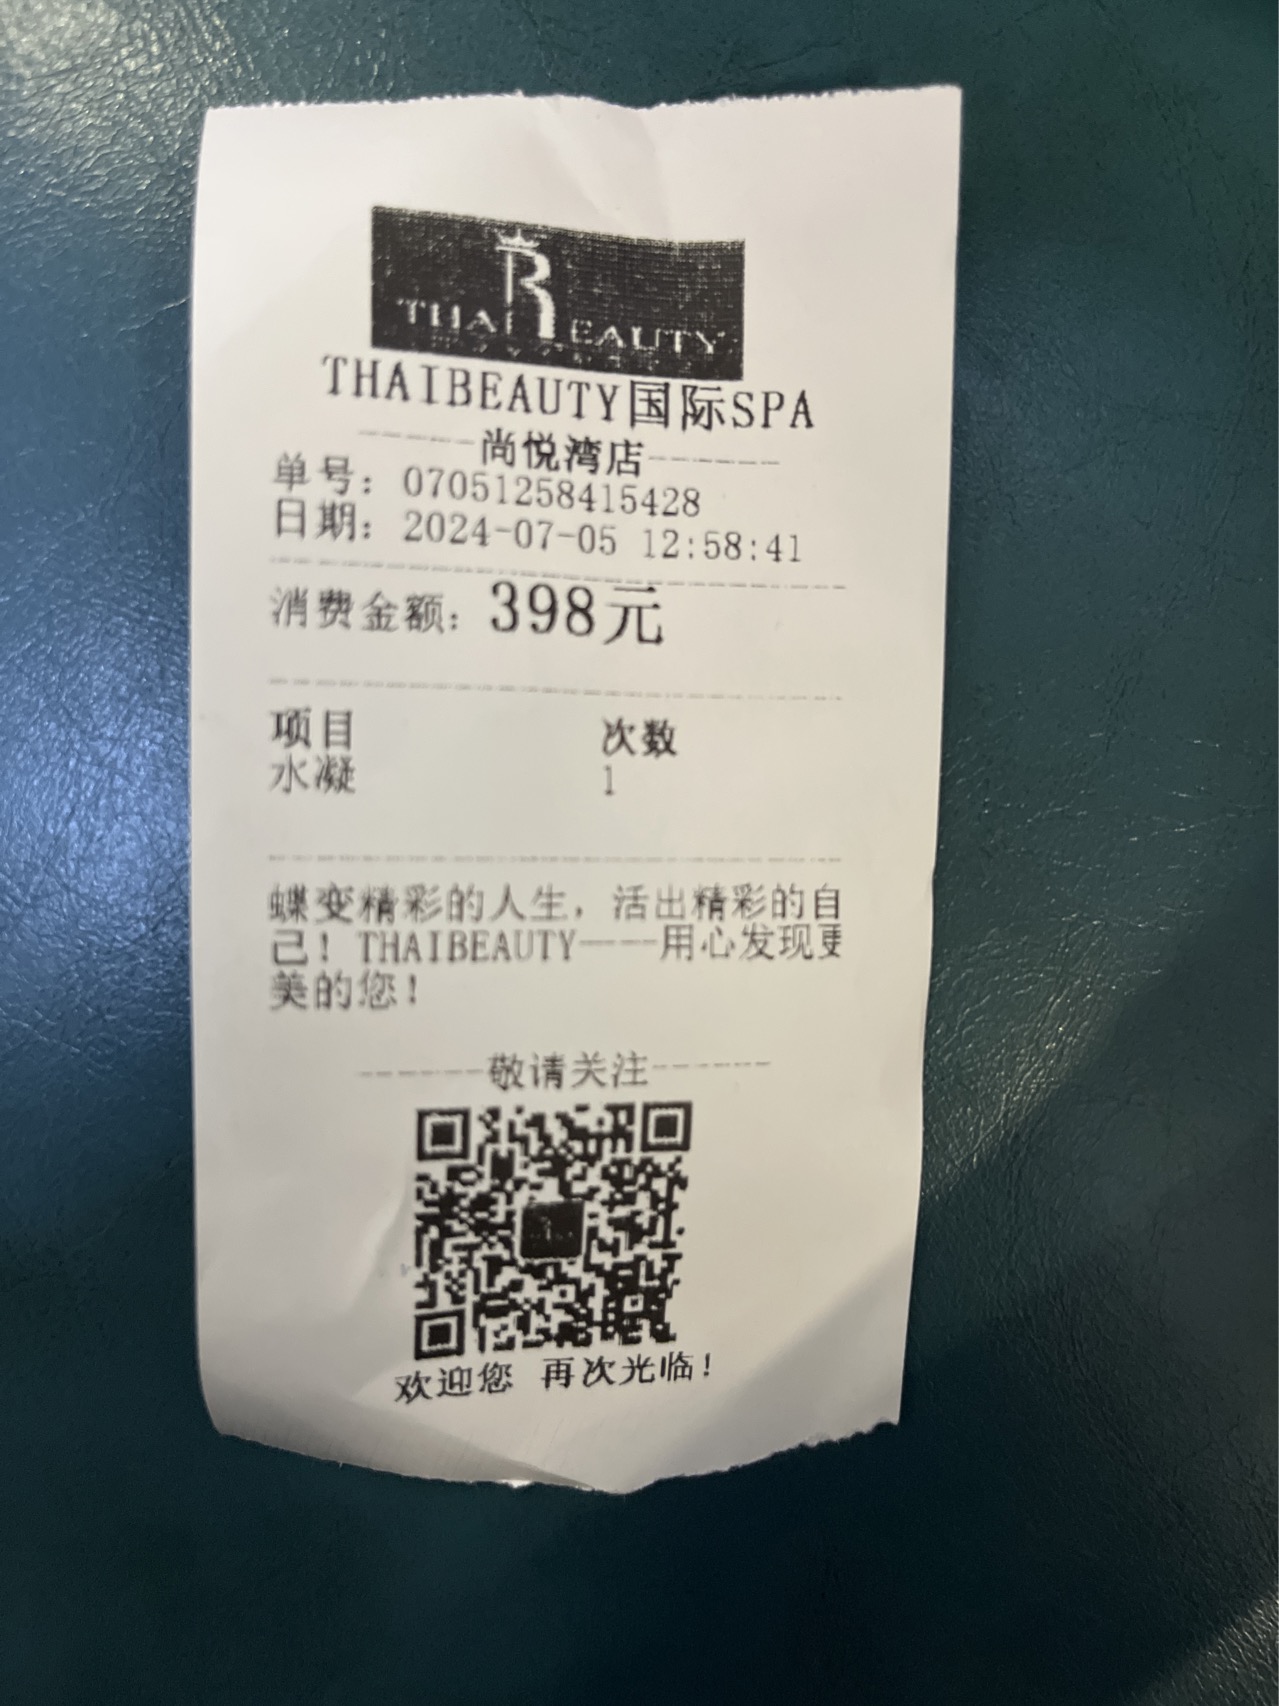 THAI BEAUTY
THAIBEAUTY国际SPA
------尚悦湾店------
单号：07051258415428
日期：2024-07-05 12:58:41
消费金额：398元
项目 次数
水凝 1
蝶变精彩的人生，活出精彩的自
己！THAIBEAUTY——用心发现更
美的您！
------敬请关注------
欢迎您 再次光临！